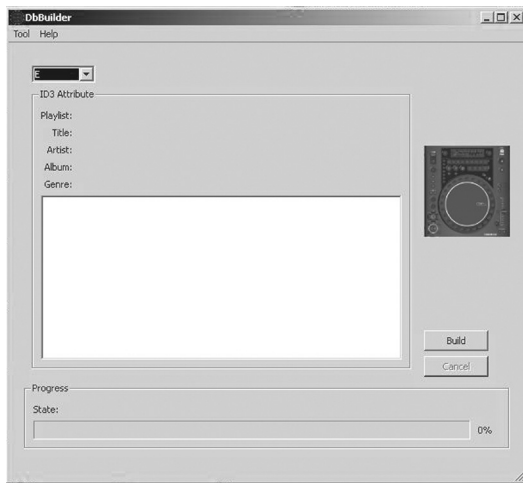 DbBuilder
Tool Help
E
ID3 Attribute
Playlist:
Title:
Artist:
Album:
Genre:
Build
Cancel
Progress
State:
0%